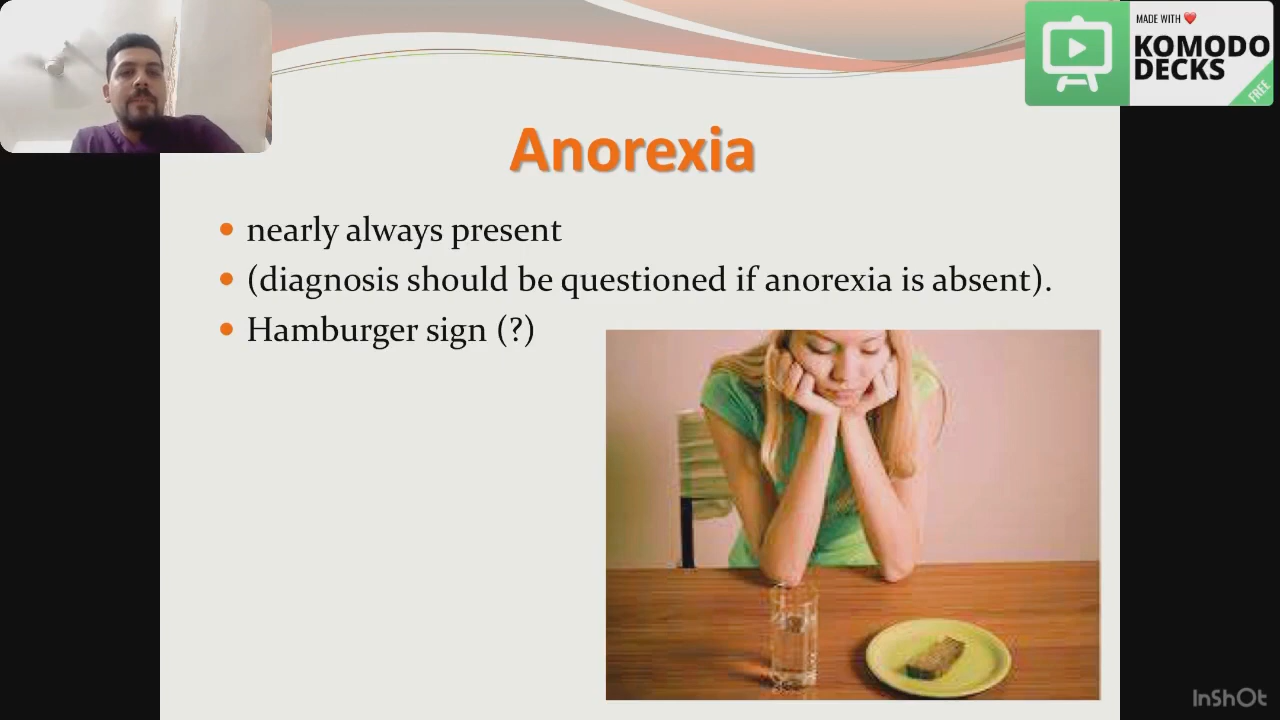 MADE WITH ❤️
KOMODO
DECKS
FREE
Anorexia
nearly always present
(diagnosis should be questioned if anorexia is absent).
Hamburger sign (?)
InShOt